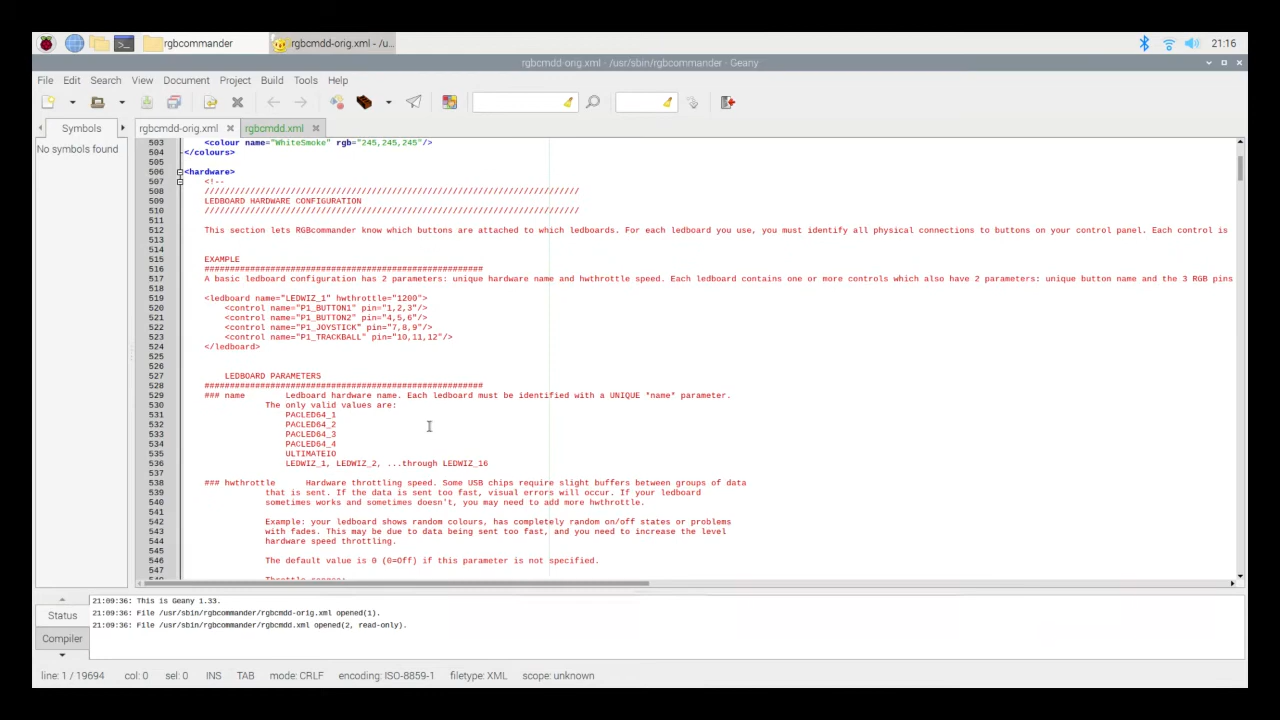 rgbcommander
rgbcmdd-orig.xml - /u...
21:16
rgbcmdd-orig.xml - /usr/sbin/rgbcommander - Geany
File Edit Search View Document Project Build Tools Help
Symbols
rgbcmdd-orig.xml
rgbcmdd.xml
No symbols found
503 <colour name="WhiteSmoke" rgb="245,245,245"/>
504 </colours>
505
506 <hardware>
507 <!--
508 ///////////////////////////////////////////////////////////////////////////
509 LEDBOARD HARDWARE CONFIGURATION
510 ///////////////////////////////////////////////////////////////////////////
511
512 This section lets RGBcommander know which buttons are attached to which ledboards. For each ledboard you use, you must identify all physical connections to buttons on your control panel. Each control is
513
514
515 EXAMPLE
516 #######################################################
517 A basic ledboard configuration has 2 parameters: unique hardware name and hwthrottle speed. Each ledboard contains one or more controls which also have 2 parameters: unique button name and the 3 RGB pins
518
519 <ledboard name="LEDWIZ_1" hwthrottle="1200">
520 <control name="P1_BUTTON1" pin="1,2,3"/>
521 <control name="P1_BUTTON2" pin="4,5,6"/>
522 <control name="P1_JOYSTICK" pin="7,8,9"/>
523 <control name="P1_TRACKBALL" pin="10,11,12"/>
524 </ledboard>
525
526
527 LEDBOARD PARAMETERS
528 #######################################################
529 ### name Ledboard hardware name. Each ledboard must be identified with a UNIQUE *name* parameter.
530 The only valid values are:
531 PACLED64_1
532 PACLED64_2
533 PACLED64_3
534 PACLED64_4
535 ULTIMATEIO
536 LEDWIZ_1, LEDWIZ_2, ...through LEDWIZ_16
537
538 ### hwthrottle Hardware throttling speed. Some USB chips require slight buffers between groups of data
539 that is sent. If the data is sent too fast, visual errors will occur. If your ledboard
540 sometimes works and sometimes doesn't, you may need to add more hwthrottle.
541
542 Example: your ledboard shows random colours, has completely random on/off states or problems
543 with fades. This may be due to data being sent too fast, and you need to increase the level
544 hardware speed throttling.
545
546 The default value is 0 (0=Off) if this parameter is not specified.
547
Status
Compiler
21:09:36: This is Geany 1.33.
21:09:36: File /usr/sbin/rgbcommander/rgbcmdd-orig.xml opened(1).
21:09:36: File /usr/sbin/rgbcommander/rgbcmdd.xml opened(2, read-only).
line: 1 / 19694 col: 0 sel: 0 INS TAB mode: CRLF encoding: ISO-8859-1 filetype: XML scope: unknown